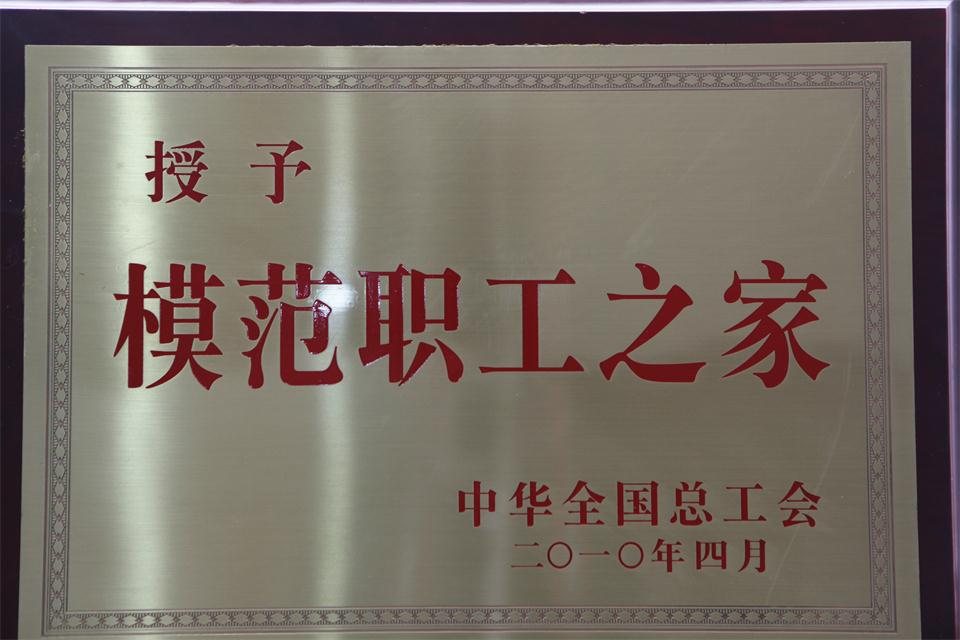 授予
模范职工之家
中华全国总工会
二〇一〇年四月